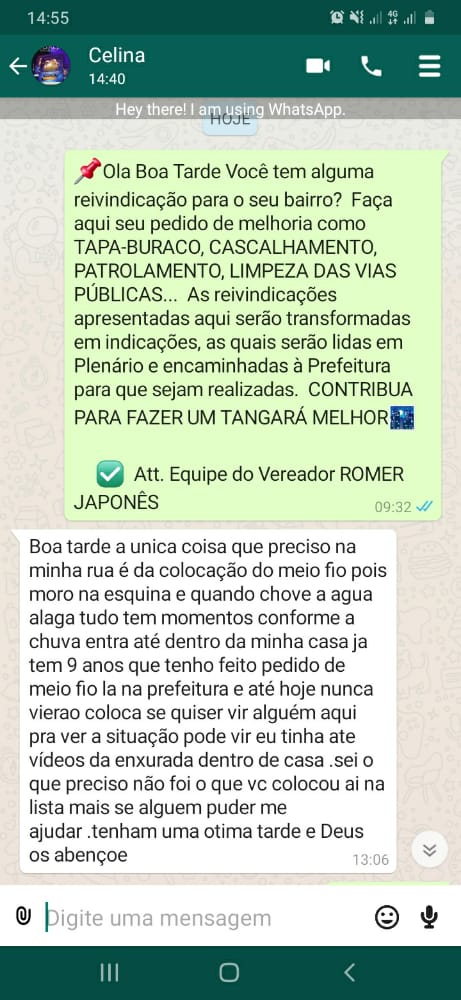 14:55
4G
Celina
14:40
Hey there! I am using WhatsApp.
HOJE
📌Ola Boa Tarde Você tem alguma
reivindicação para o seu bairro? Faça
aqui seu pedido de melhoria como
TAPA-BURACO, CASCALHAMENTO,
PATROLAMENTO, LIMPEZA DAS VIAS
PÚBLICAS... As reivindicações
apresentadas aqui serão transformadas
em indicações, as quais serão lidas em
Plenário e encaminhadas à Prefeitura
para que sejam realizadas. CONTRIBUA
PARA FAZER UM TANGARÁ MELHOR
✅ Att. Equipe do Vereador ROMER
JAPONÊS
09:32
Boa tarde a unica coisa que preciso na
minha rua é da colocação do meio fio pois
moro na esquina e quando chove a agua
alaga tudo tem momentos conforme a
chuva entra até dentro da minha casa ja
tem 9 anos que tenho feito pedido de
meio fio la na prefeitura e até hoje nunca
vierao coloca se quiser vir alguém aqui
pra ver a situação pode vir eu tinha ate
vídeos da enxurada dentro de casa .sei o
que preciso não foi o que vc colocou ai na
lista mais se alguem puder me
ajudar .tenham uma otima tarde e Deus
os abençoe
13:06
Digite uma mensagem